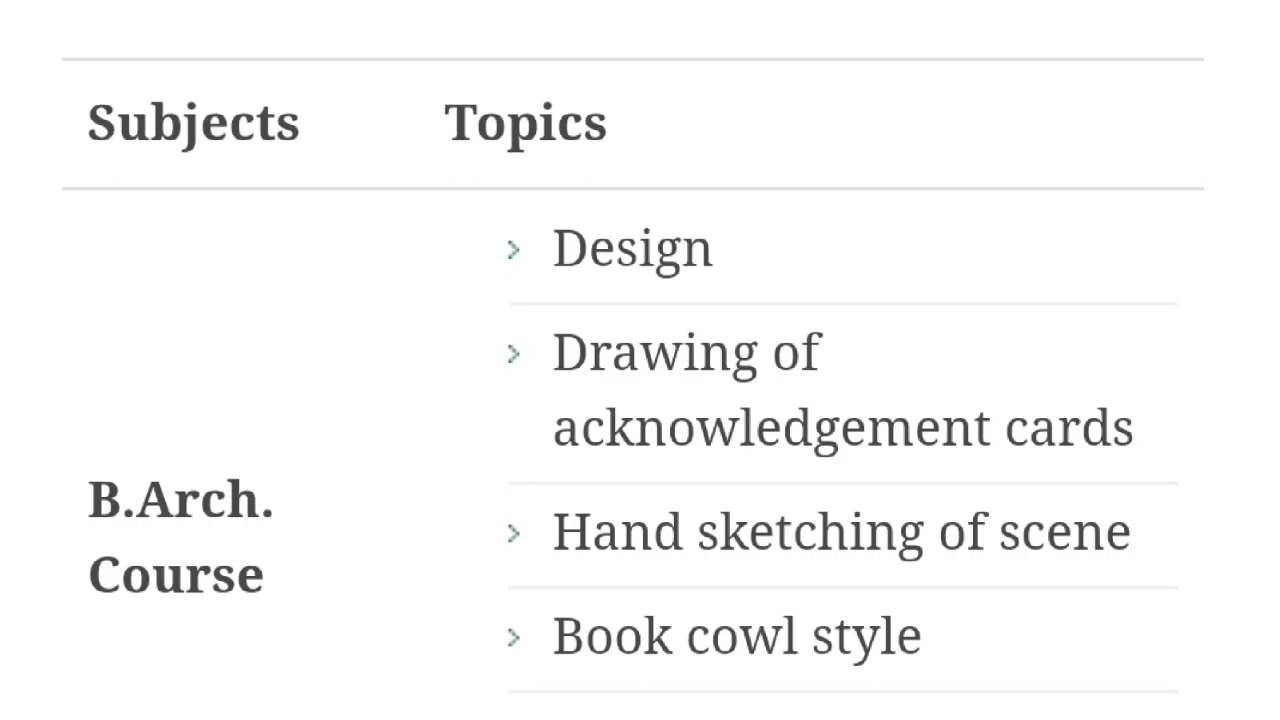 Subjects Topics
Design
Drawing of
acknowledgement cards
B.Arch.
Hand sketching of scene
Course
Book cowl style